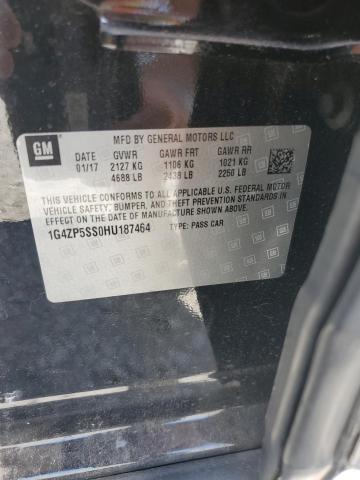 GM
MFD BY GENERAL MOTORS LLC
DATE GVWR GAWR FRT GAWR RR
01/17 2127 KG 1106 KG 1021 KG
4688 LB 2438 LB 2250 LB
THIS VEHICLE CONFORMS TO ALL APPLICABLE U.S. FEDERAL MOTOR
VEHICLE SAFETY, BUMPER, AND THEFT PREVENTION STANDARDS IN
EFFECT ON THE DATE OF MANUFACTURE SHOWN ABOVE.
1G4ZP5SS0HU187464 TYPE: PASS CAR